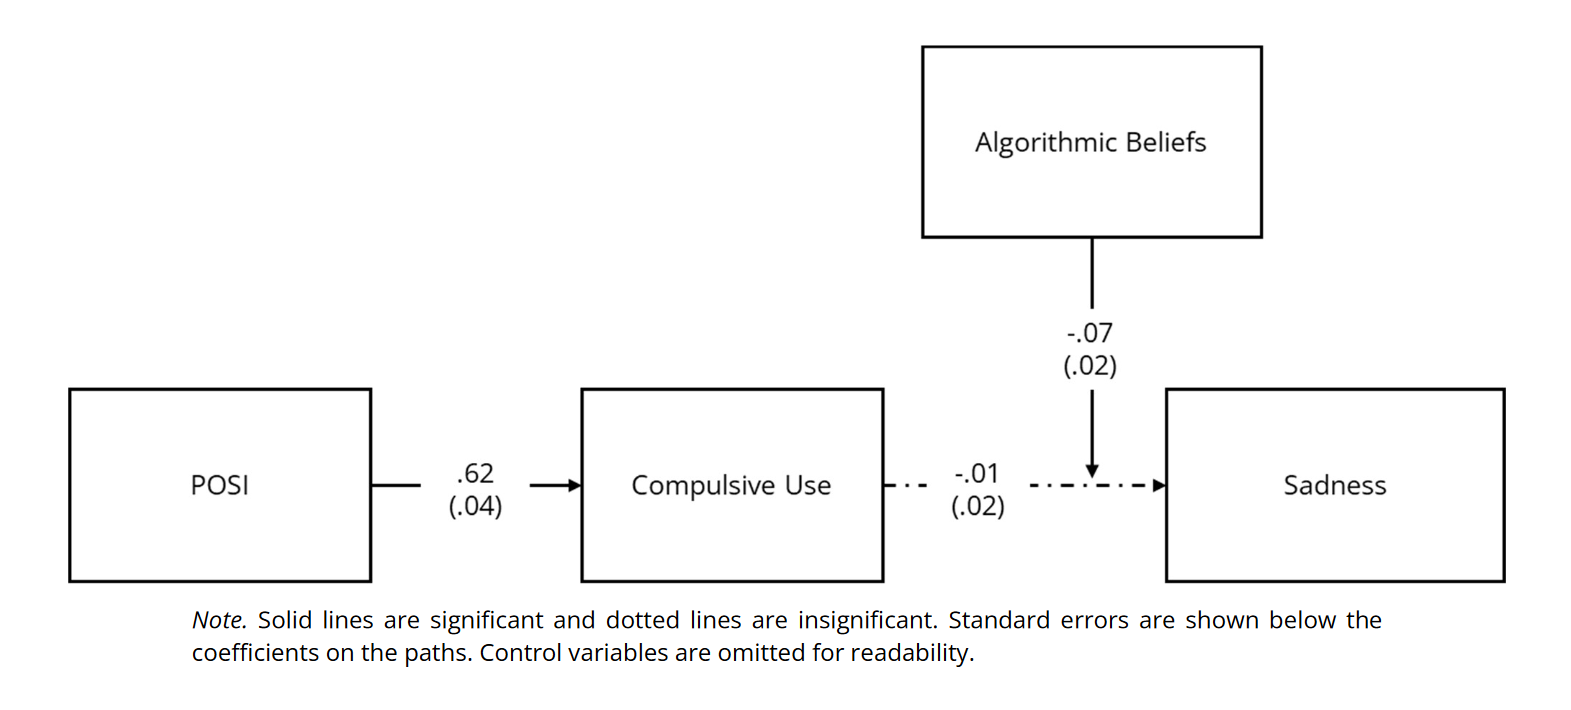 Algorithmic Beliefs
-.07
(.02)
POSI
.62
(.04)
Compulsive Use
-.01
(.02)
Sadness
Note. Solid lines are significant and dotted lines are insignificant. Standard errors are shown below the
coefficients on the paths. Control variables are omitted for readability.